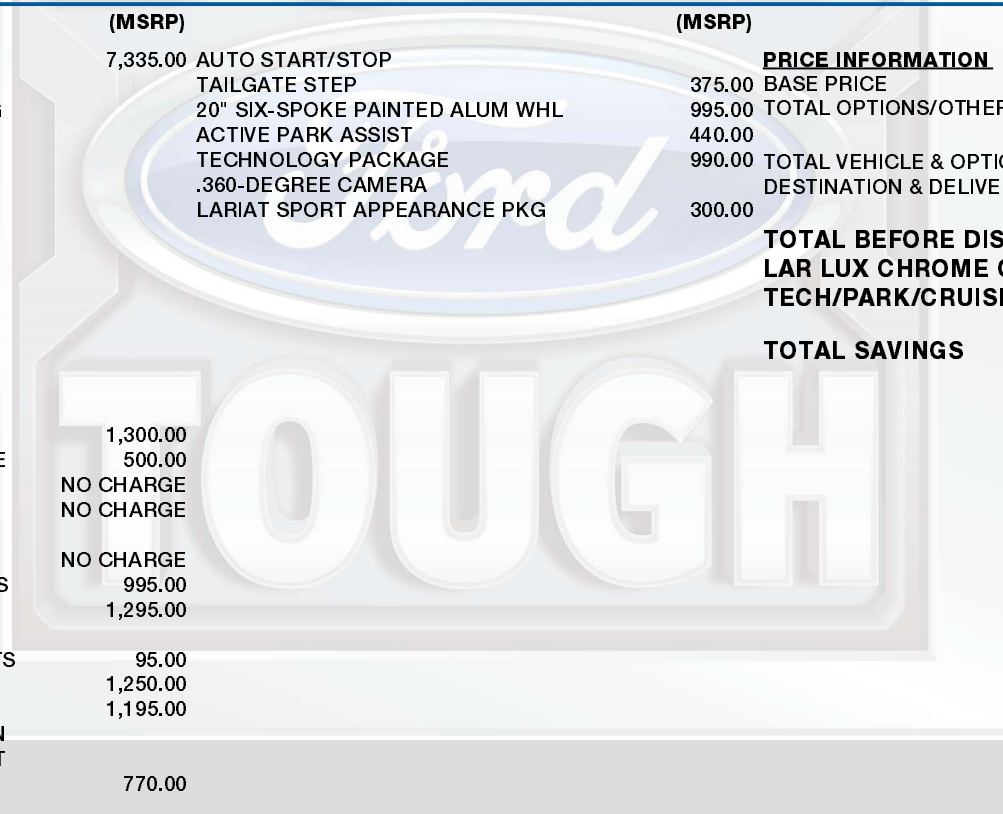 (MSRP) (MSRP)
7,335.00 AUTO START/STOP PRICE INFORMATION
TAILGATE STEP 375.00 BASE PRICE
G 20" SIX-SPOKE PAINTED ALUM WHL 995.00 TOTAL OPTIONS/OTHER
ACTIVE PARK ASSIST 440.00
TECHNOLOGY PACKAGE 990.00 TOTAL VEHICLE & OPTIO
.360-DEGREE CAMERA DESTINATION & DELIVE
LARIAT SPORT APPEARANCE PKG 300.00
TOTAL BEFORE DIS
LAR LUX CHROME
TECH/PARK/CRUIS
TOTAL SAVINGS
Ford
TOUGH
1,300.00
E 500.00
NO CHARGE
NO CHARGE
NO CHARGE
S 995.00
1,295.00
TS 95.00
1,250.00
1,195.00
N
T
770.00